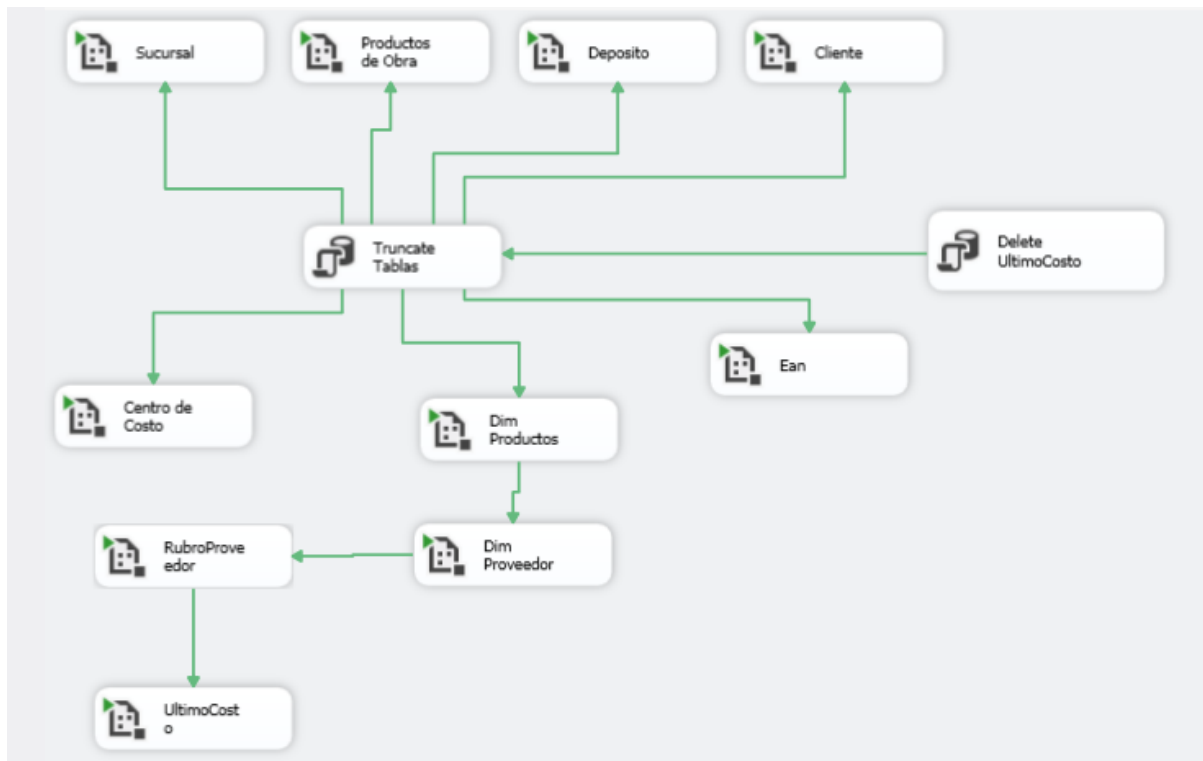 Sucursal
Productos
de Obra
Deposito
Cliente
Truncate
Tablas
Delete
UltimoCosto
Ean
Centro de
Costo
Dim
Productos
RubroProve
edor
Dim
Proveedor
UltimoCost
o